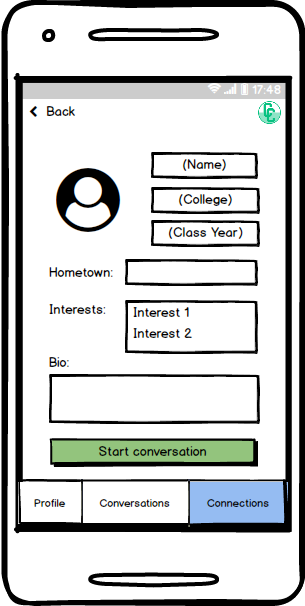 17:48
Back
CC
(Name)
(College)
(Class Year)
Hometown:
Interests:
Interest 1
Interest 2
Bio:
Start conversation
Profile
Conversations
Connections